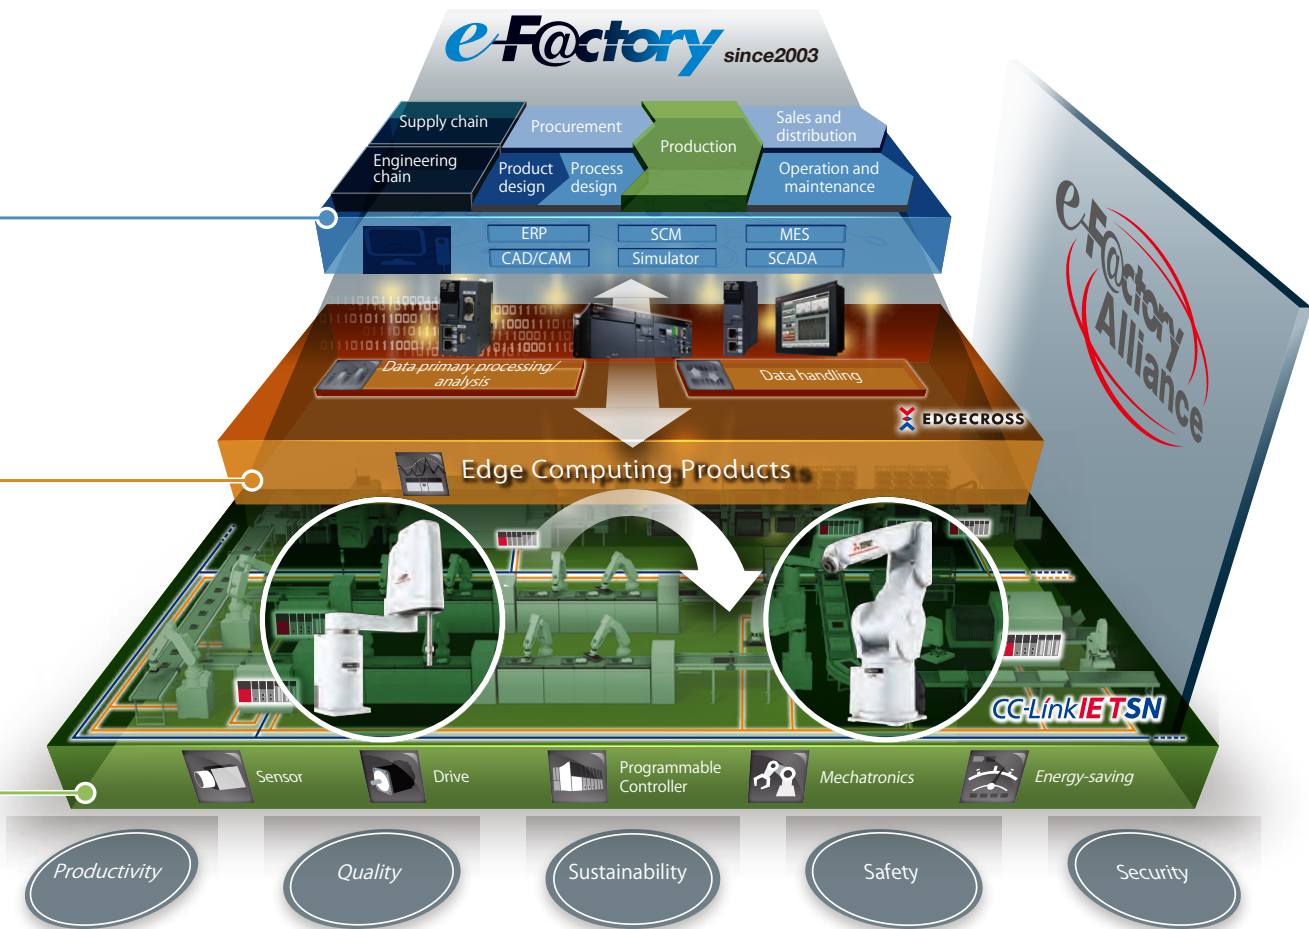 e-F@ctory since2003
Supply chain
Procurement
Production
Sales and
distribution
Engineering
chain
Product
design
Process
design
Operation and
maintenance
ERP
SCM
MES
CAD/CAM
Simulator
SCADA
Data primary processing/
analysis
Data handling
EDGECROSS
e-F@ctory
Alliance
Edge Computing Products
CC-Link IE TSN
Sensor
Drive
Programmable
Controller
Mechatronics
Energy-saving
Productivity
Quality
Sustainability
Safety
Security